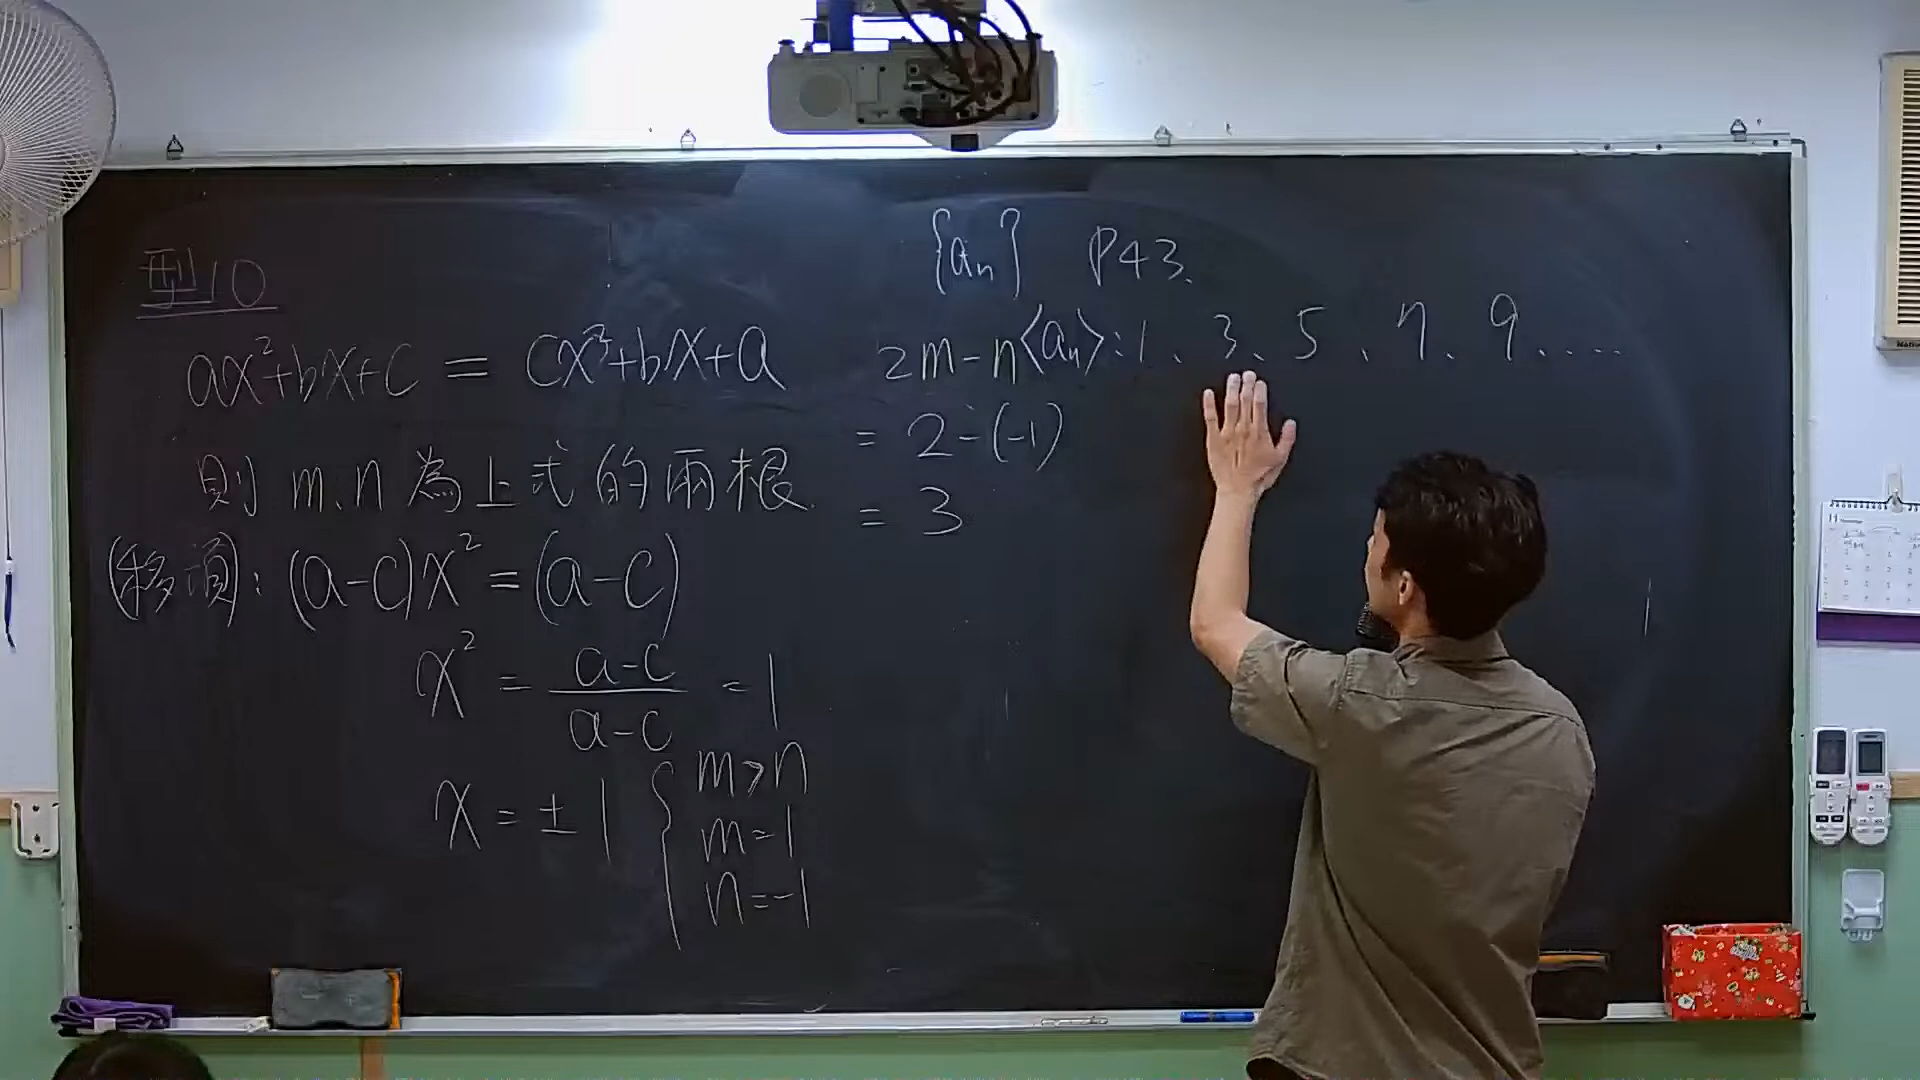 型10
ax²+bx+c = cx²+bx+a
則 m、n 為上式的兩根
(移項): (a-c)x² = (a-c)
x² = \frac{a-c}{a-c} = 1
x = ±1 { m>n
m=1
n=-1
{an} P43.
2m-n
= 2-(-1)
= 3
<an>: 1、3、5、7、9、....